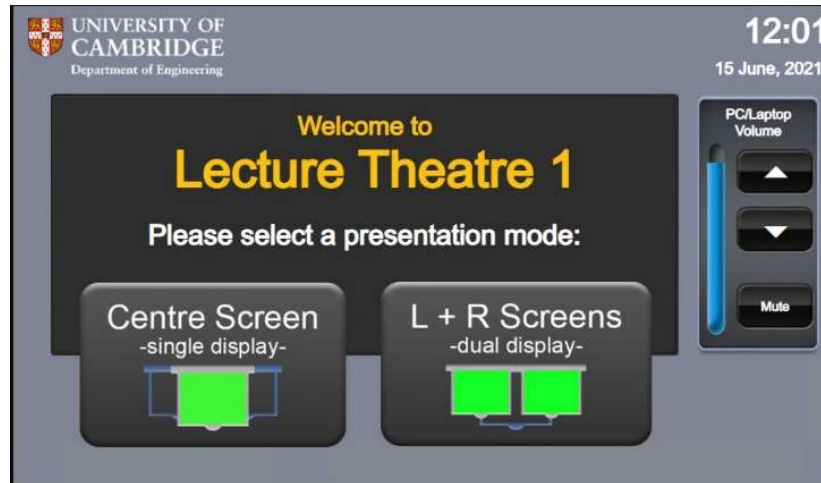 UNIVERSITY OF
CAMBRIDGE
Department of Engineering
12:01
15 June, 2021
Welcome to
Lecture Theatre 1
Please select a presentation mode:
Centre Screen
-single display-
L + R Screens
-dual display-
PC/Laptop
Volume
Mute